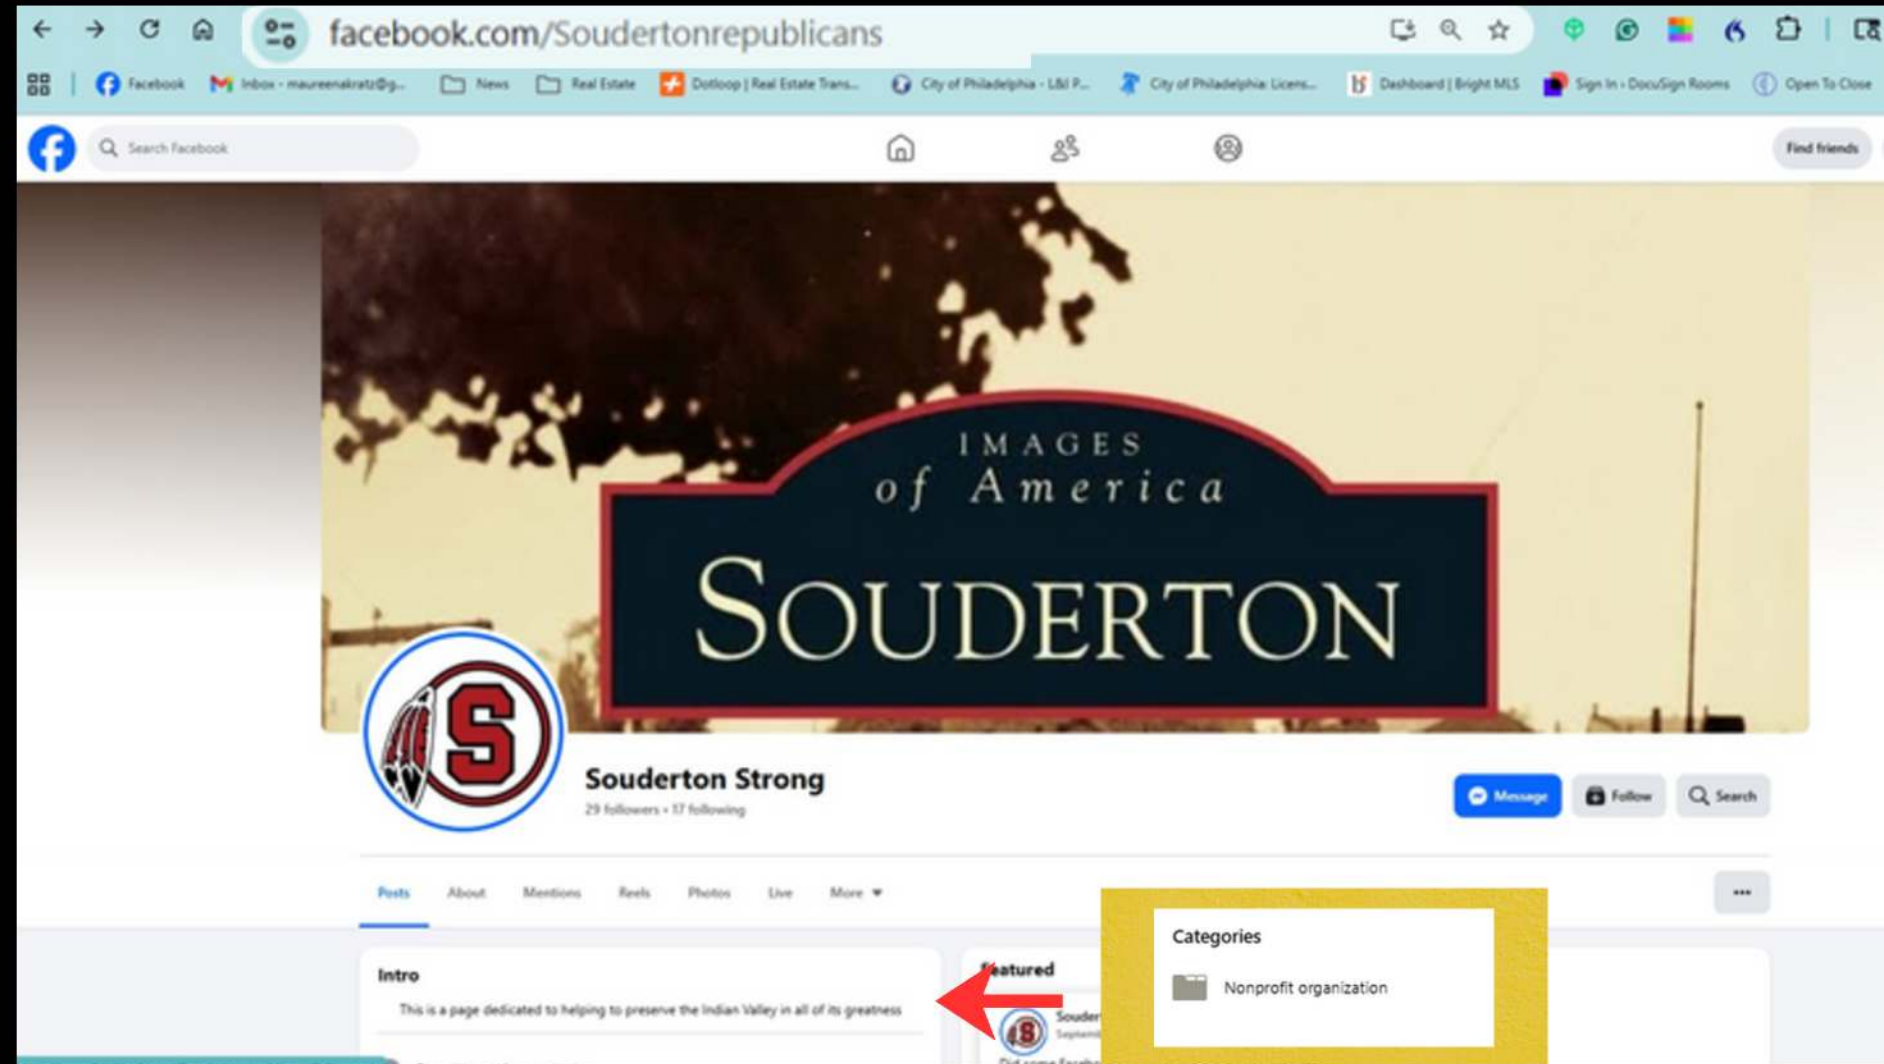 facebook.com/Soudertonrepublicans
Facebook
Inbox - maureenakratz@g...
News
Real Estate
Dotloop | Real Estate Trans...
City of Philadelphia - L&I P...
City of Philadelphia: Licens...
Dashboard | Bright MLS
Sign In - DocuSign Rooms
Open To Close
Search Facebook
Find friends
IMAGES
of America
SOUDERTON
S
Souderton Strong
29 followers • 17 following
Message
Follow
Search
Posts
About
Mentions
Reels
Photos
Live
More
Categories
Nonprofit organization
Intro
This is a page dedicated to helping to preserve the Indian Valley in all of its greatness
Did some